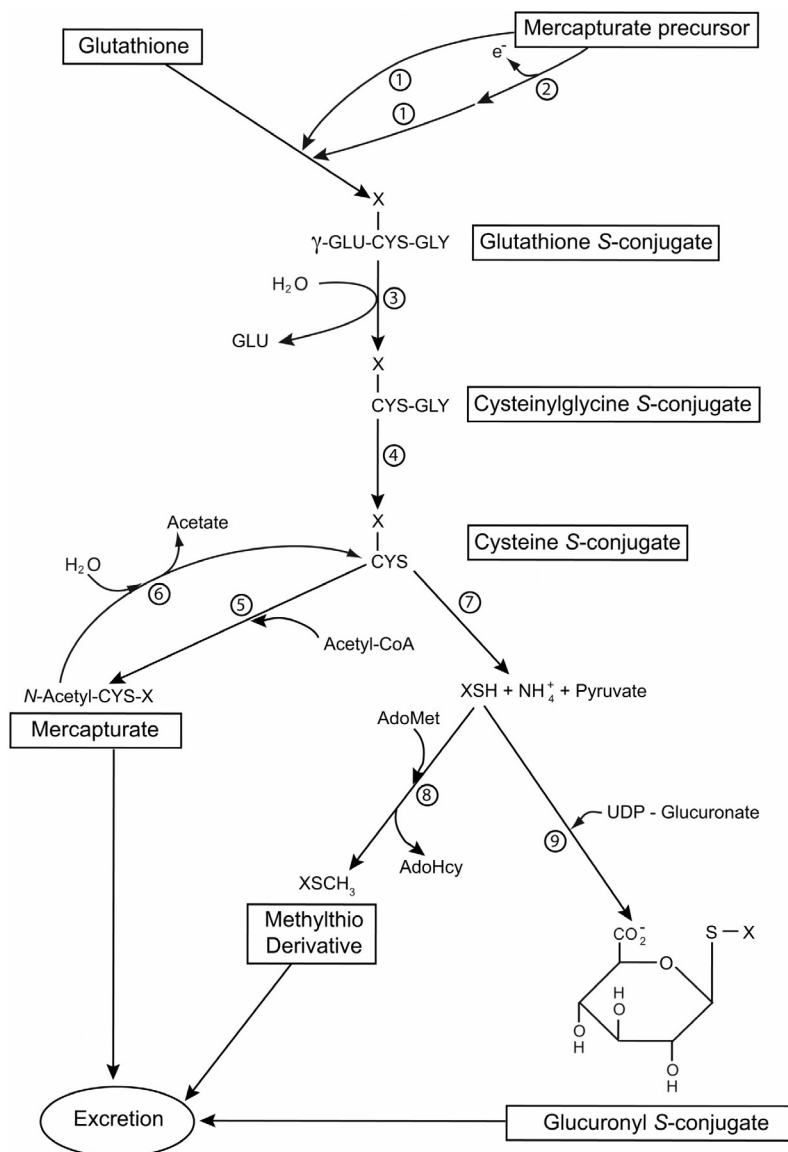 Glutathione
Mercapturate precursor
e-
①
②
①
X
γ-GLU-CYS-GLY
Glutathione S-conjugate
H2O
③
GLU
X
CYS-GLY
Cysteinylglycine S-conjugate
④
X
CYS
Cysteine S-conjugate
Acetate
H2O
⑥
⑤
⑦
Acetyl-CoA
N-Acetyl-CYS-X
Mercapturate
XSH + NH4+ + Pyruvate
AdoMet
⑧
AdoHcy
UDP - Glucuronate
⑨
XSCH3
Methylthio
Derivative
CO2-
S-X
O
H
O
O
H
O
H
Excretion
Glucuronyl S-conjugate